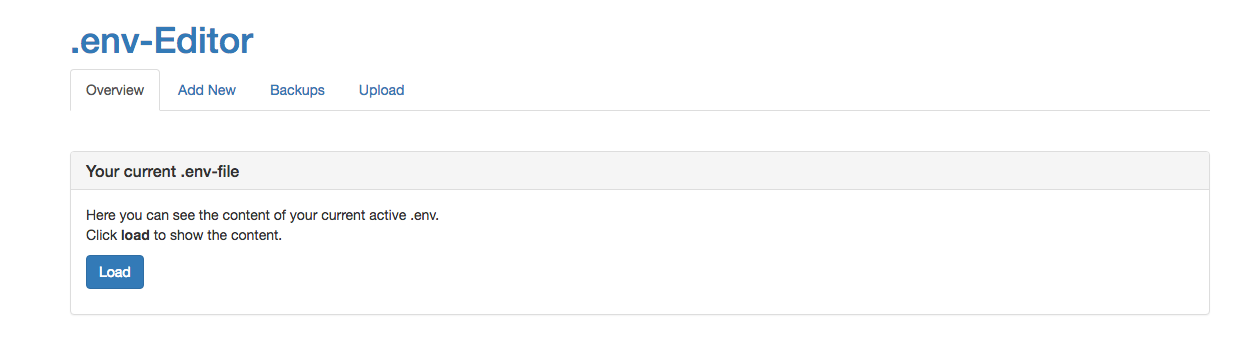 .env-Editor
Overview
Add New
Backups
Upload
Your current .env-file
Here you can see the content of your current active .env.
Click load to show the content.
Load